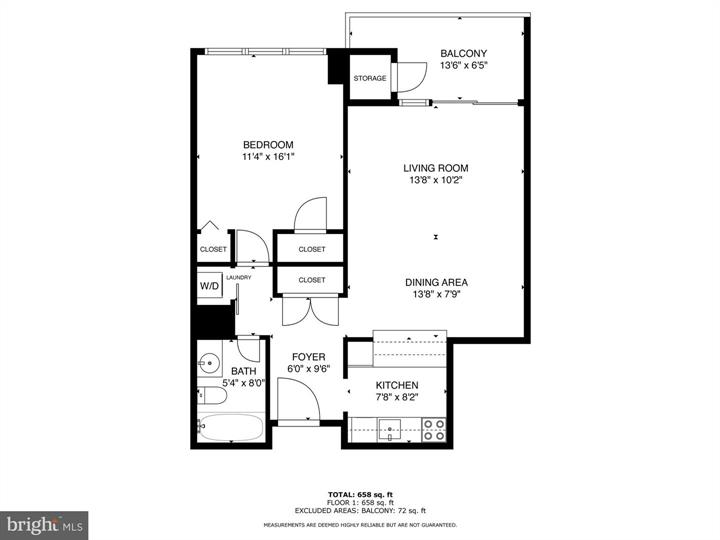 BALCONY
13'6" x 6'5"
STORAGE
BEDROOM
11'4" x 16'1"
LIVING ROOM
13'8" x 10'2"
CLOSET
CLOSET
LAUNDRY
W/D
CLOSET
DINING AREA
13'8" x 7'9"
FOYER
6'0" x 9'6"
BATH
5'4" x 8'0"
KITCHEN
7'8" x 8'2"
TOTAL: 658 sq. ft
FLOOR 1: 658 sq. ft
EXCLUDED AREAS: BALCONY: 72 sq. ft
MEASUREMENTS ARE DEEMED HIGHLY RELIABLE BUT ARE NOT GUARANTEED.
bright MLS